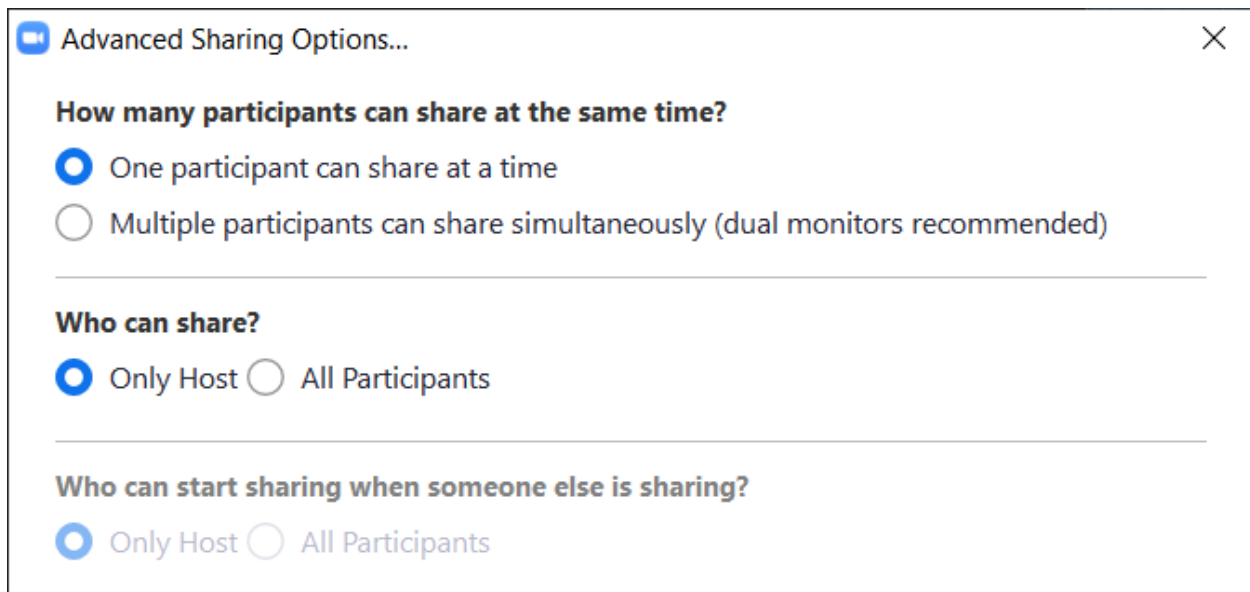 Advanced Sharing Options...
How many participants can share at the same time?
One participant can share at a time
Multiple participants can share simultaneously (dual monitors recommended)
Who can share?
Only Host All Participants
Who can start sharing when someone else is sharing?
Only Host All Participants